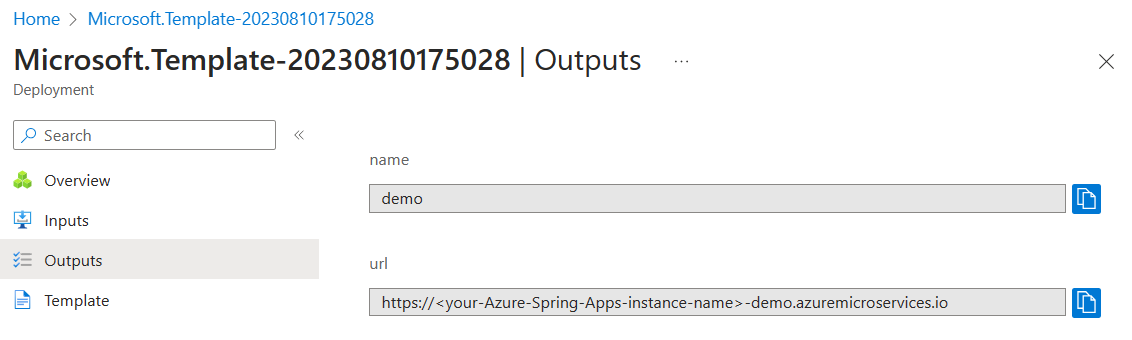 Home > Microsoft.Template-20230810175028
Microsoft.Template-20230810175028 | Outputs ...
Deployment
Search
Overview
Inputs
Outputs
Template
name
demo
url
https://<your-Azure-Spring-Apps-instance-name>-demo.azuremicroservices.io